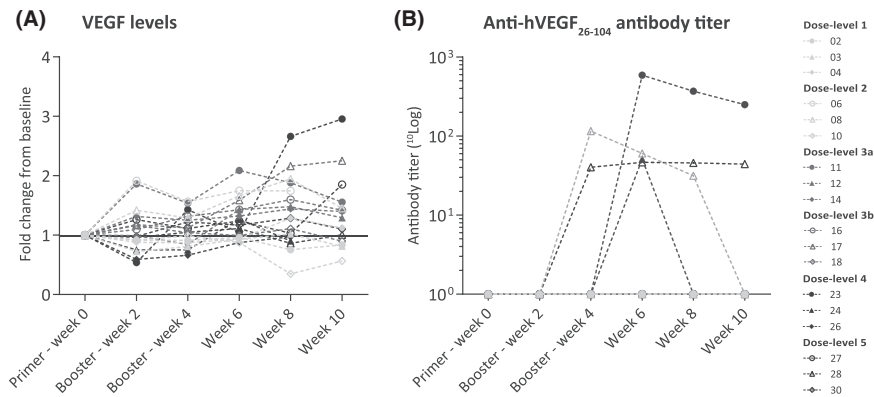 (A) VEGF levels
Fold change from baseline
4
3
2
1
0
Primer - week 0
Booster - week 2
Booster - week 4
Week 6
Week 8
Week 10
(B) Anti-hVEGF26-104 antibody titer
Antibody titer (10Log)
10³
10²
10¹
10⁰
Primer - week 0
Booster - week 2
Booster - week 4
Week 6
Week 8
Week 10
Dose-level 1
02
03
04
Dose-level 2
06
08
10
Dose-level 3a
11
12
14
Dose-level 3b
16
17
18
Dose-level 4
23
24
26
Dose-level 5
27
28
30